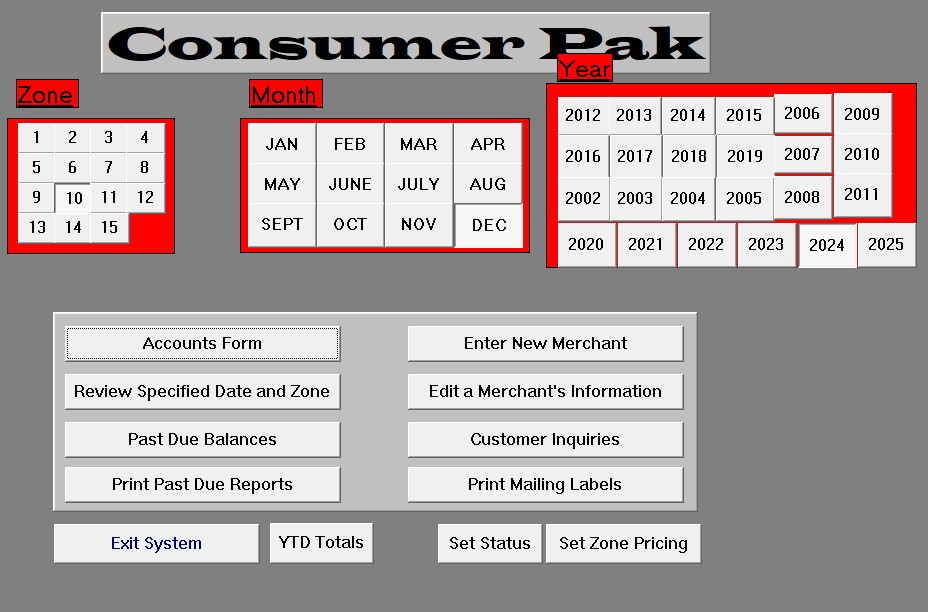 Consumer Pak
Zone
Month
Year
1 2 3 4
5 6 7 8
9 10 11 12
13 14 15
JAN FEB MAR APR
MAY JUNE JULY AUG
SEPT OCT NOV DEC
2012 2013 2014 2015 2006 2009
2016 2017 2018 2019 2007 2010
2002 2003 2004 2005 2008 2011
2020 2021 2022 2023 2024 2025
Accounts Form
Enter New Merchant
Review Specified Date and Zone
Edit a Merchant's Information
Past Due Balances
Customer Inquiries
Print Past Due Reports
Print Mailing Labels
Exit System
YTD Totals
Set Status
Set Zone Pricing